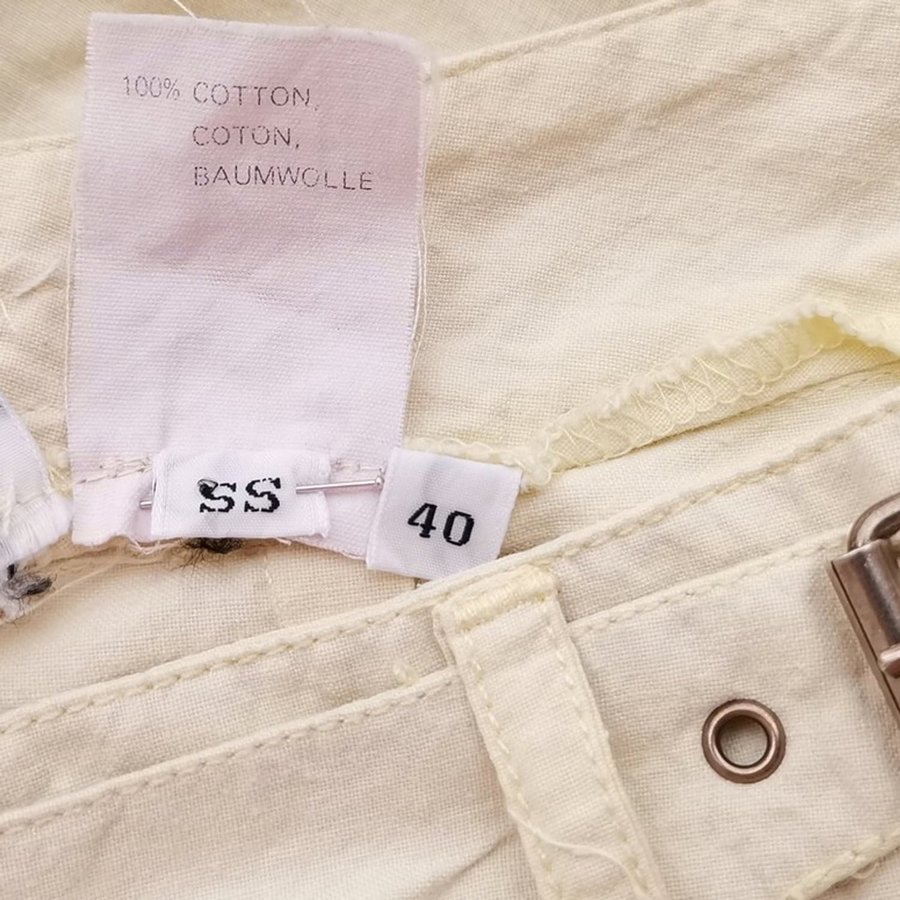 100% COTTON,
COTON,
BAUMWOLLE
SS
40